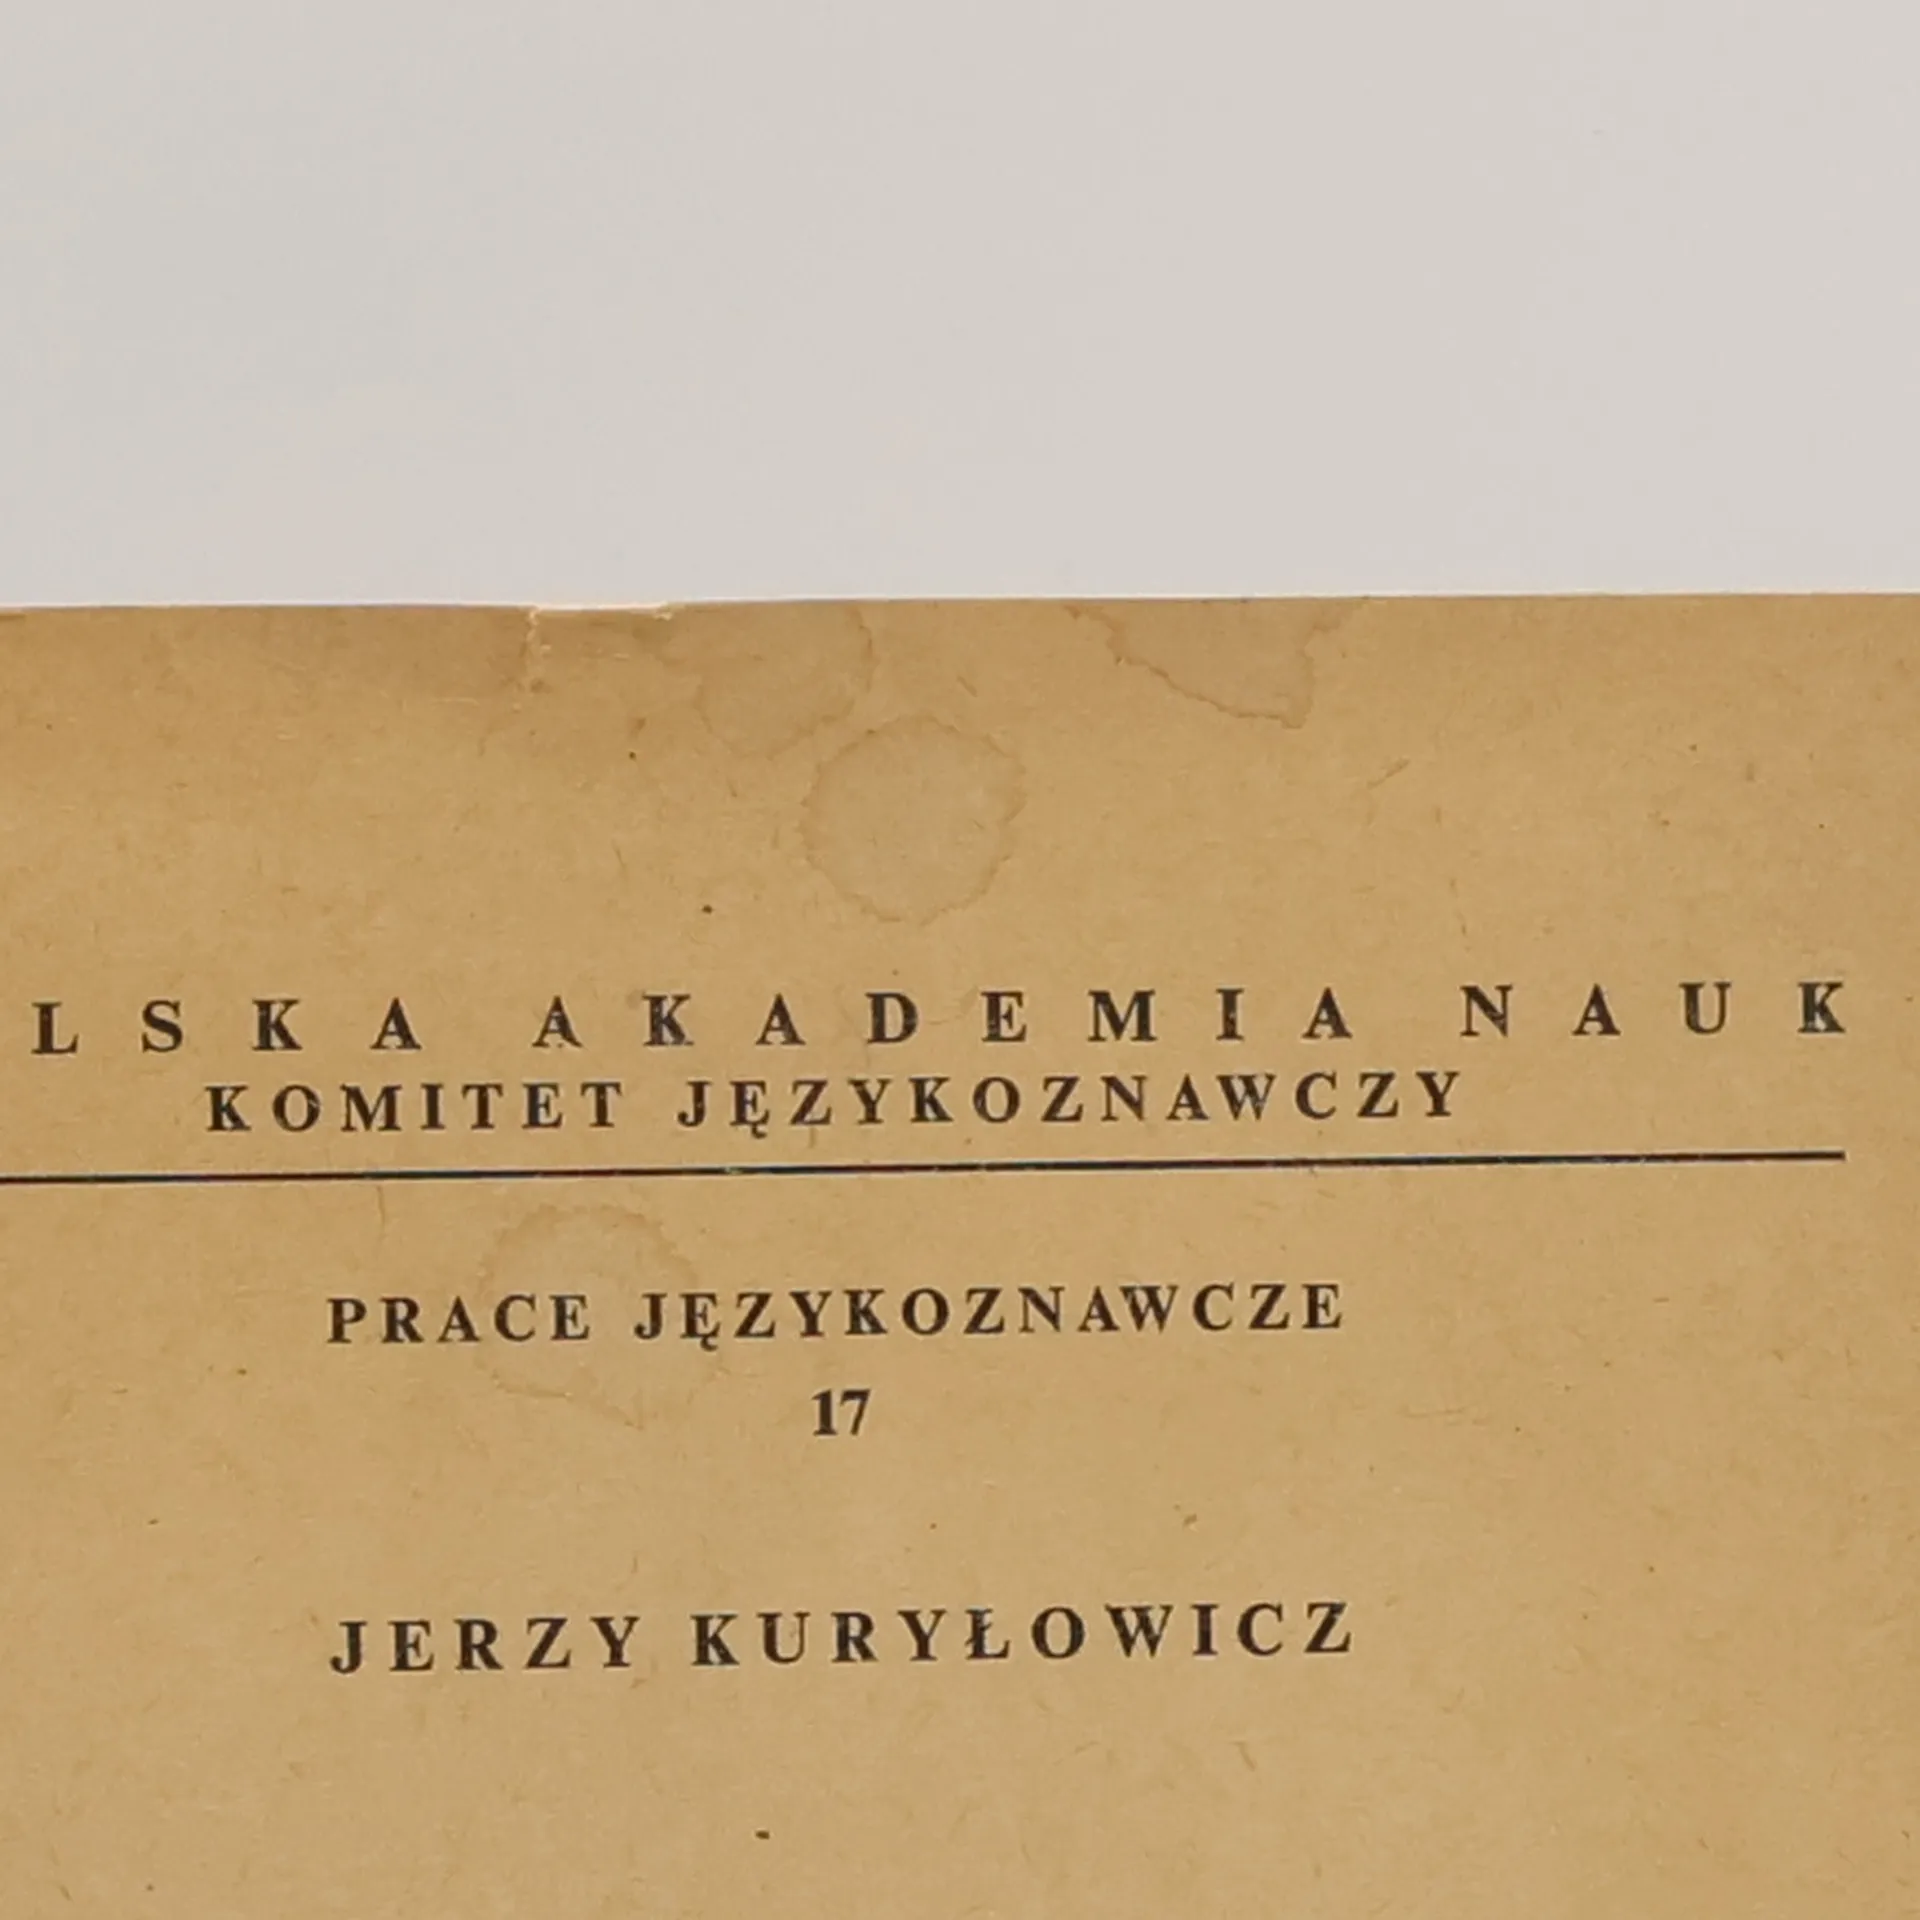 LSKA AKADEMIA NAUK
KOMITET JĘZYKOZNAWCZY
PRACE JĘZYKOZNAWCZE
17
JERZY KURYŁOWICZ